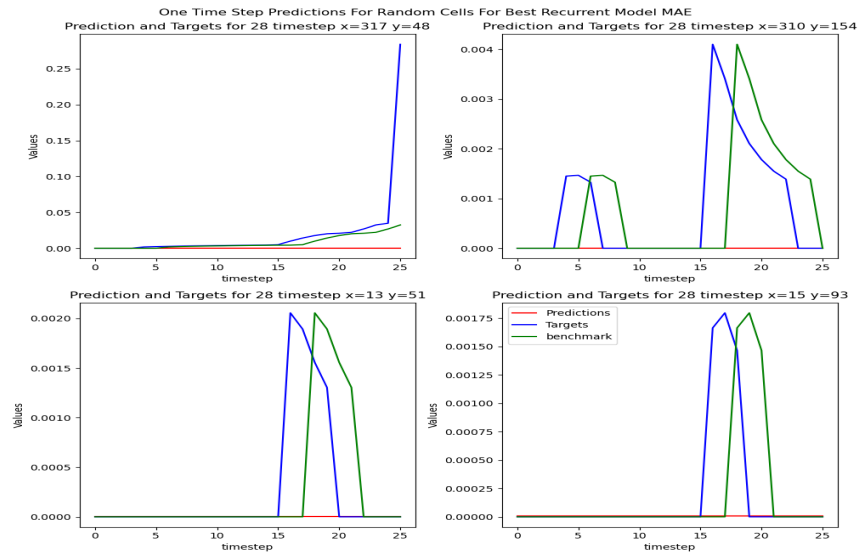 One Time Step Predictions For Random Cells For Best Recurrent Model MAE
Prediction and Targets for 28 timestep x=317 y=48
Values
0.25
0.20
0.15
0.10
0.05
0.00
0 5 10 15 20 25
timestep
Prediction and Targets for 28 timestep x=310 y=154
Values
0.004
0.003
0.002
0.001
0.000
0 5 10 15 20 25
timestep
Prediction and Targets for 28 timestep x=13 y=51
Values
0.0020
0.0015
0.0010
0.0005
0.0000
0 5 10 15 20 25
timestep
Prediction and Targets for 28 timestep x=15 y=93
Values
0.00175
0.00150
0.00125
0.00100
0.00075
0.00050
0.00025
0.00000
Predictions
Targets
benchmark
0 5 10 15 20 25
timestep